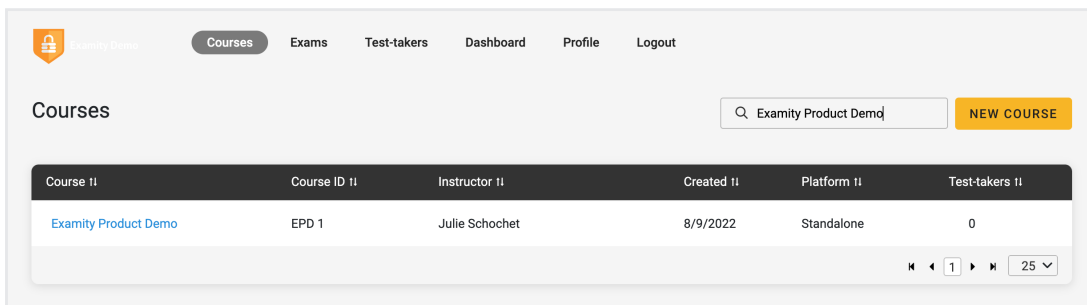 Examity Demo
Courses Exams Test-takers Dashboard Profile Logout
Courses
Examity Product Demo
NEW COURSE
Course Course ID Instructor Created Platform Test-takers
Examity Product Demo EPD 1 Julie Schochet 8/9/2022 Standalone 0
1 25